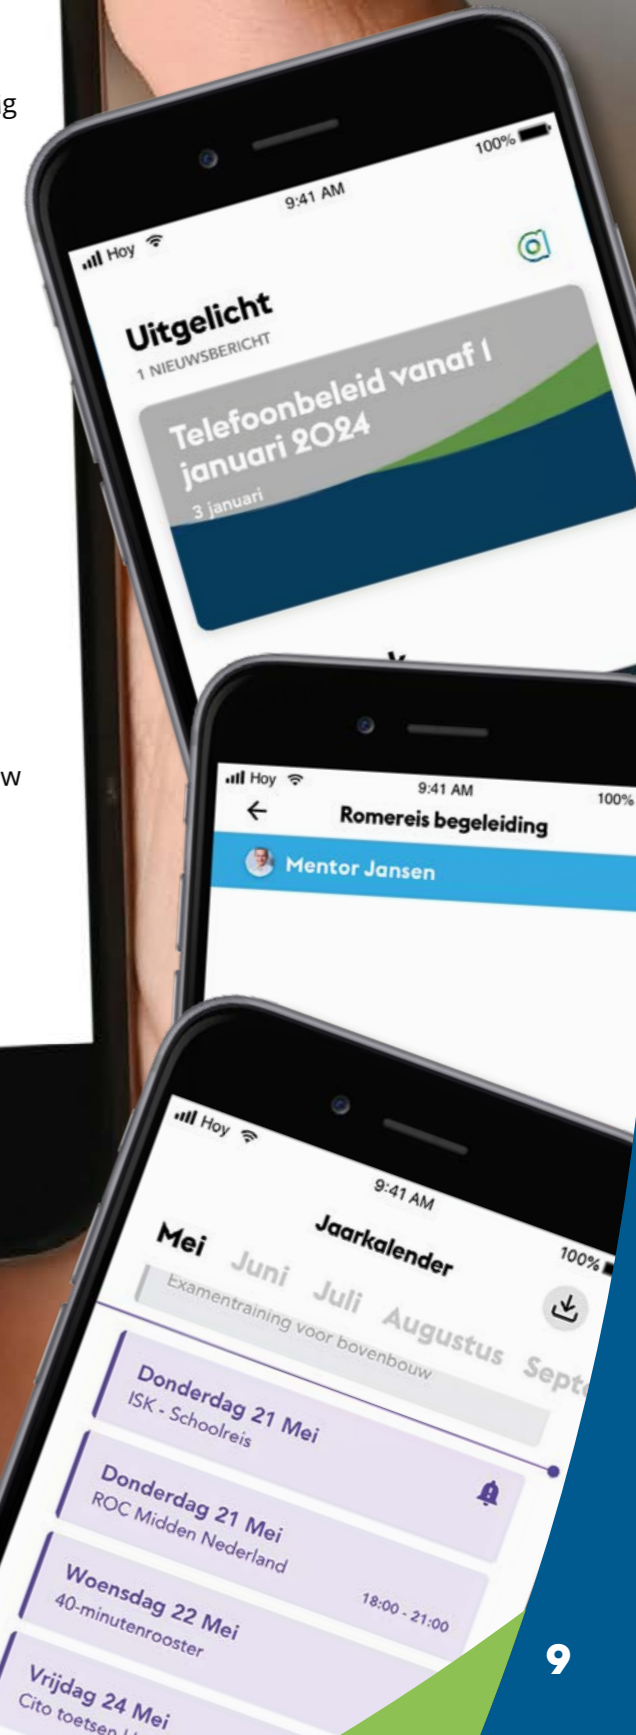 100%
9:41 AM
Hoy
Uitgelicht
1 NIEUWSBERICHT
Telefoonbeleid vanaf 1
januari 2024
3 januari
Hoy
9:41 AM
100%
Romereis begeleiding
Mentor Jansen
Hoy
9:41 AM
100%
Jaarkalender
Mei Juni Juli Augustus Septe
Examentraining voor bovenbouw
Donderdag 21 Mei
ISK - Schoolreis
Donderdag 21 Mei
ROC Midden Nederland
18:00 - 21:00
Woensdag 22 Mei
40-minutenrooster
Vrijdag 24 Mei
Cito toetsen
9